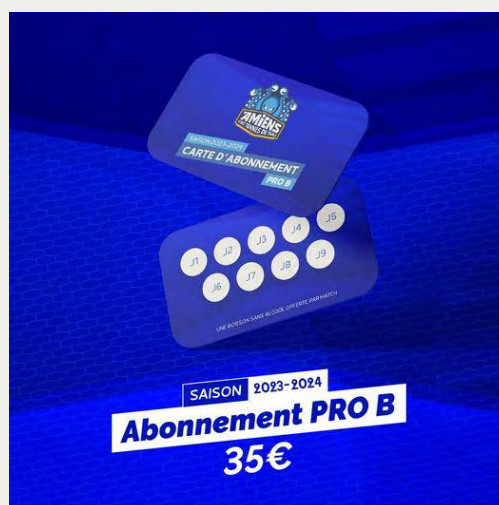 AMIENS
SAISON 2023-2024
CARTE D'ABONNEMENT
PRO B
J1 J2 J3 J4 J5
J6 J7 J8 J9
UNE BOISSON SANS ALCOOL OFFERTE PAR MATCH
SAISON 2023-2024
Abonnement PRO B
35€